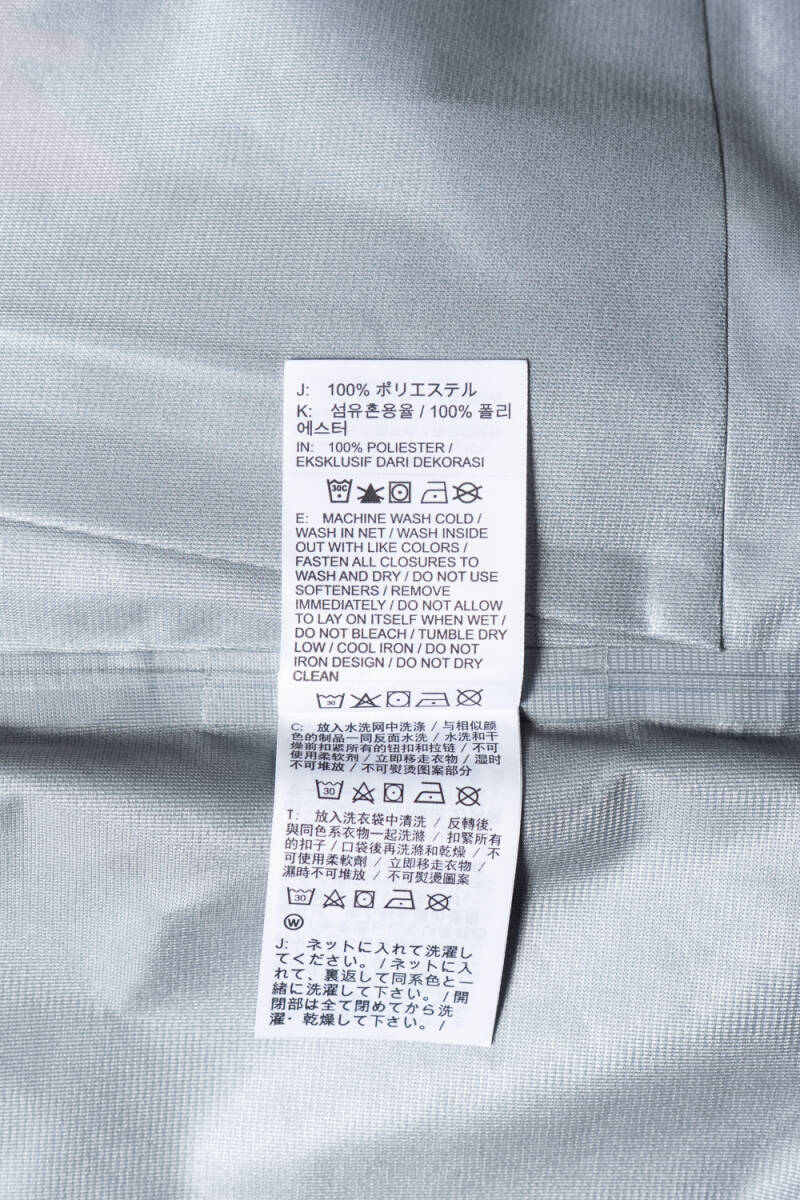 J: 100% ポリエステル
K: 섬유혼용율 / 100% 폴리
에스터
IN: 100% POLIESTER /
EKSKLUSIF DARI DEKORASI
30C
E: MACHINE WASH COLD /
WASH IN NET / WASH INSIDE
OUT WITH LIKE COLORS /
FASTEN ALL CLOSURES TO
WASH AND DRY / DO NOT USE
SOFTENERS / REMOVE
IMMEDIATELY / DO NOT ALLOW
TO LAY ON ITSELF WHEN WET /
DO NOT BLEACH / TUMBLE DRY
LOW / COOL IRON / DO NOT
IRON DESIGN / DO NOT DRY
CLEAN
30
C: 放入水洗网中洗涤 / 与相似颜
色的制品一同反面水洗 / 水洗和干
燥前扣紧所有的钮扣和拉链 / 不可
使用柔软剂 / 立即移走衣物 / 湿时
不可堆放 / 不可熨烫图案部分
30
T: 放入洗衣袋中清洗 / 反轉後,
與同色系衣物一起洗滌 / 扣緊所有
的扣子 / 口袋後再洗滌和乾燥 / 不
可使用柔軟劑 / 立即移走衣物 /
濕時不可堆放 / 不可熨燙圖案
30
W
J: ネットに入れて洗濯し
てください。 / ネットに入
れて、裏返して同系色と一
緒に洗濯して下さい。 / 開
閉部は全て閉めてから洗
濯・乾燥して下さい。 /